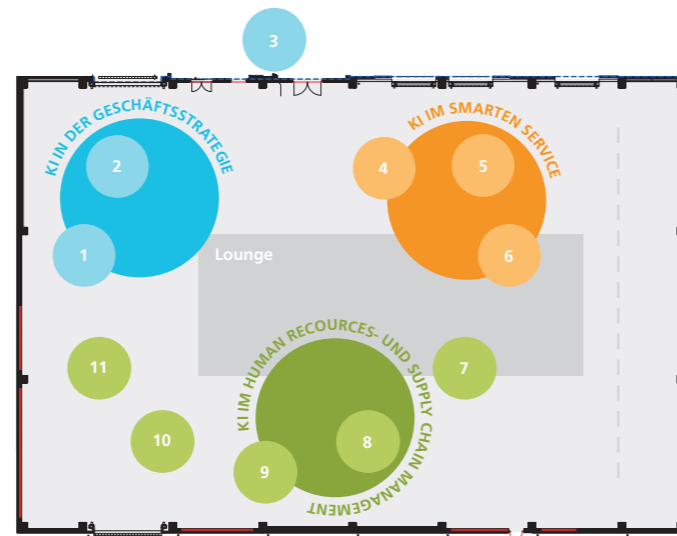 3
KI IN DER GESCHÄFTSSTRATEGIE
2
1
KI IM SMARTEN SERVICE
4
5
6
Lounge
11
10
KI IM HUMAN RECOURCES- UND SUPPLY CHAIN MANAGEMENT
7
8
9